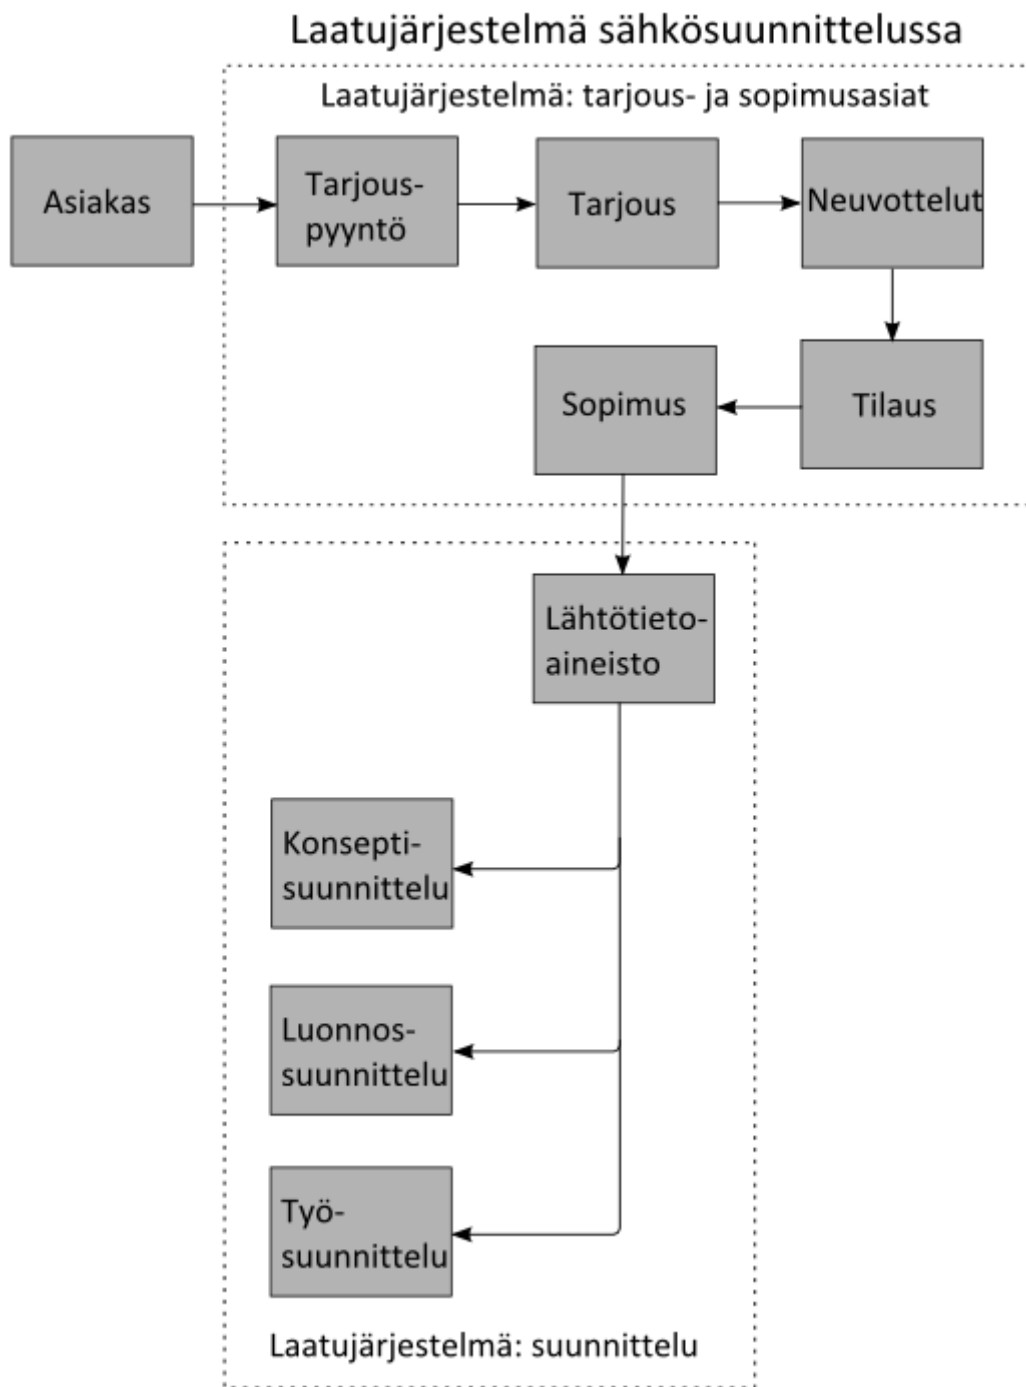 Laatujärjestelmä sähkösuunnittelussa
Laatujärjestelmä: tarjous- ja sopimusasiat
Asiakas
Tarjous-
pyyntö
Tarjous
Neuvottelut
Tilaus
Sopimus
Lähtötieto-
aineisto
Konsepti-
suunnittelu
Luonnos-
suunnittelu
Työ-
suunnittelu
Laatujärjestelmä: suunnittelu